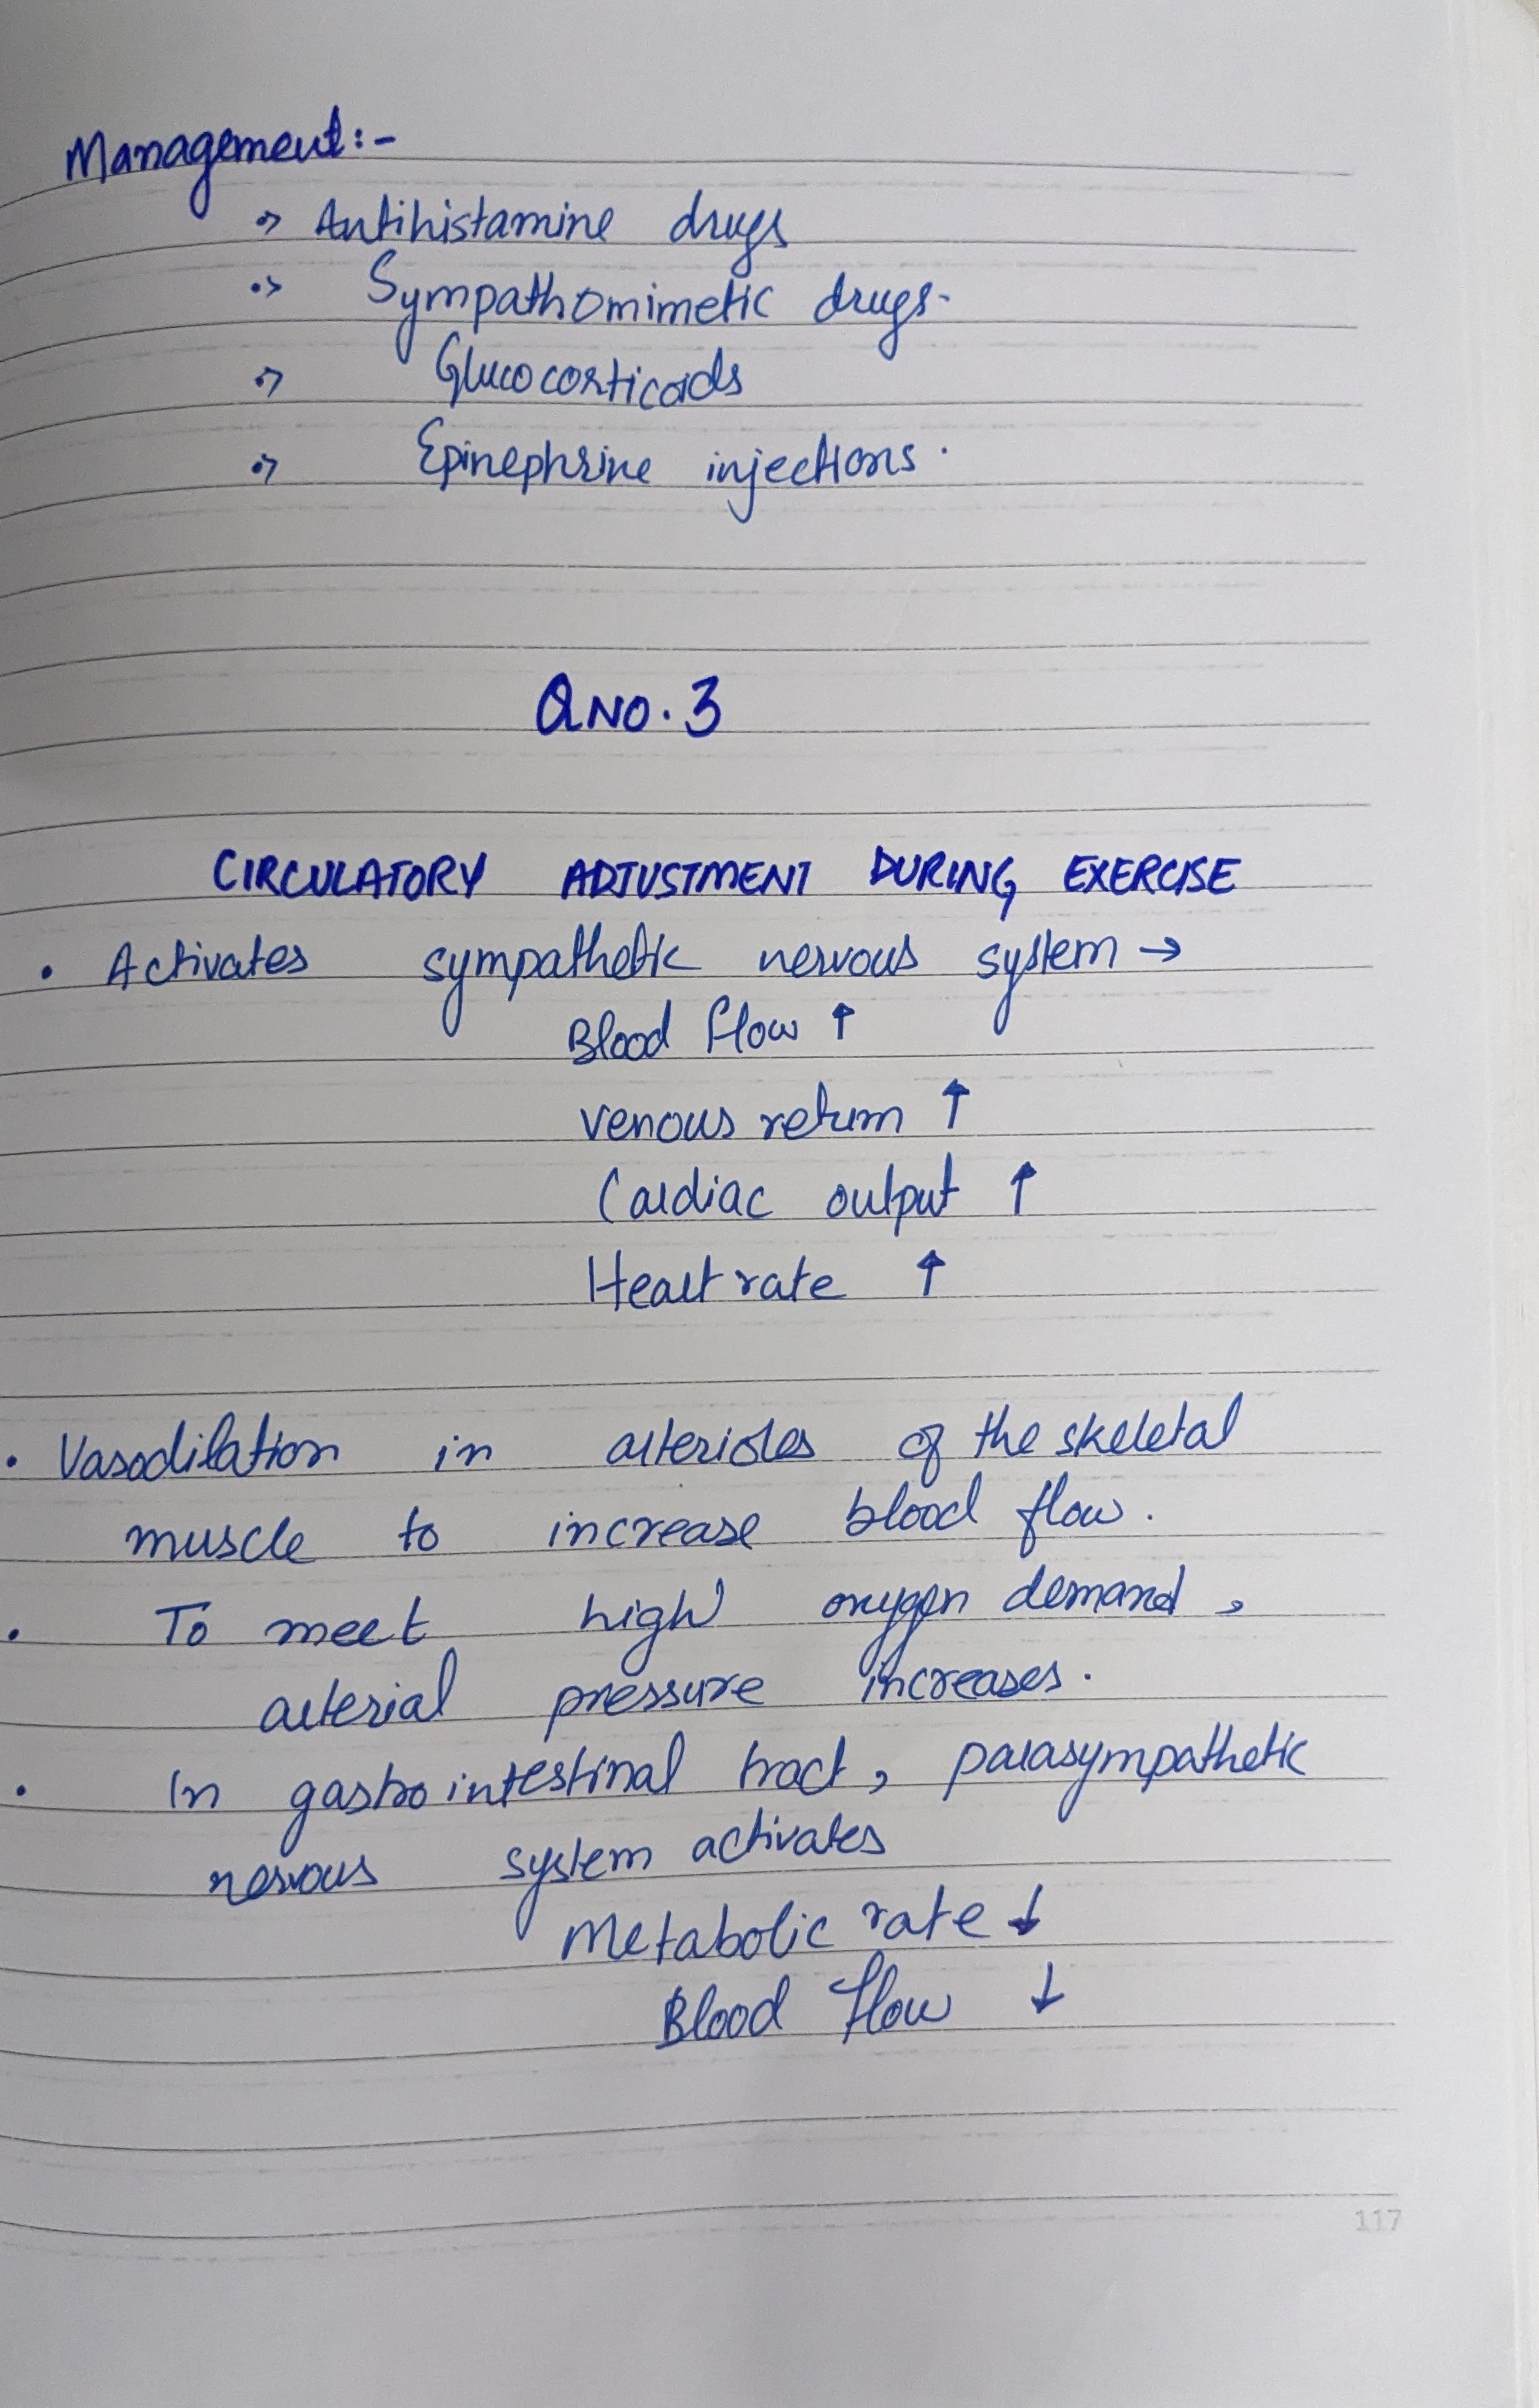 Management:-
Antihistamine drugs
Sympathomimetic drugs.
Glucocorticoids
Epinephrine injections.
QNO. 3
CIRCULATORY ADJUSTMENT DURING EXERCISE
• Activates sympathetic nervous system →
Blood flow ↑
venous return ↑
Cardiac output ↑
Heart rate ↑
• Vasodilation in arterioles of the skeletal
muscle to increase blood flow.
• To meet high oxygen demand,
arterial pressure increases.
• In gastrointestinal tract, parasympathetic
nervous system activates
Metabolic rate ↓
Blood flow ↓
117